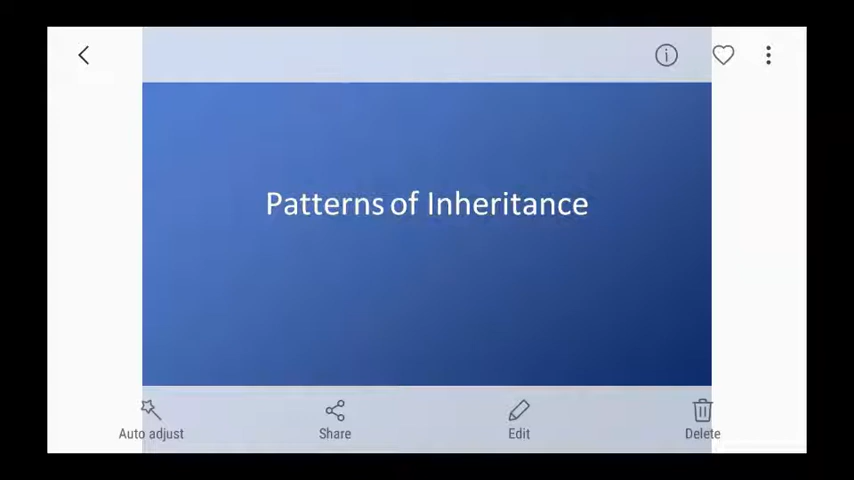 Patterns of Inheritance
Auto adjust
Share
Edit
Delete